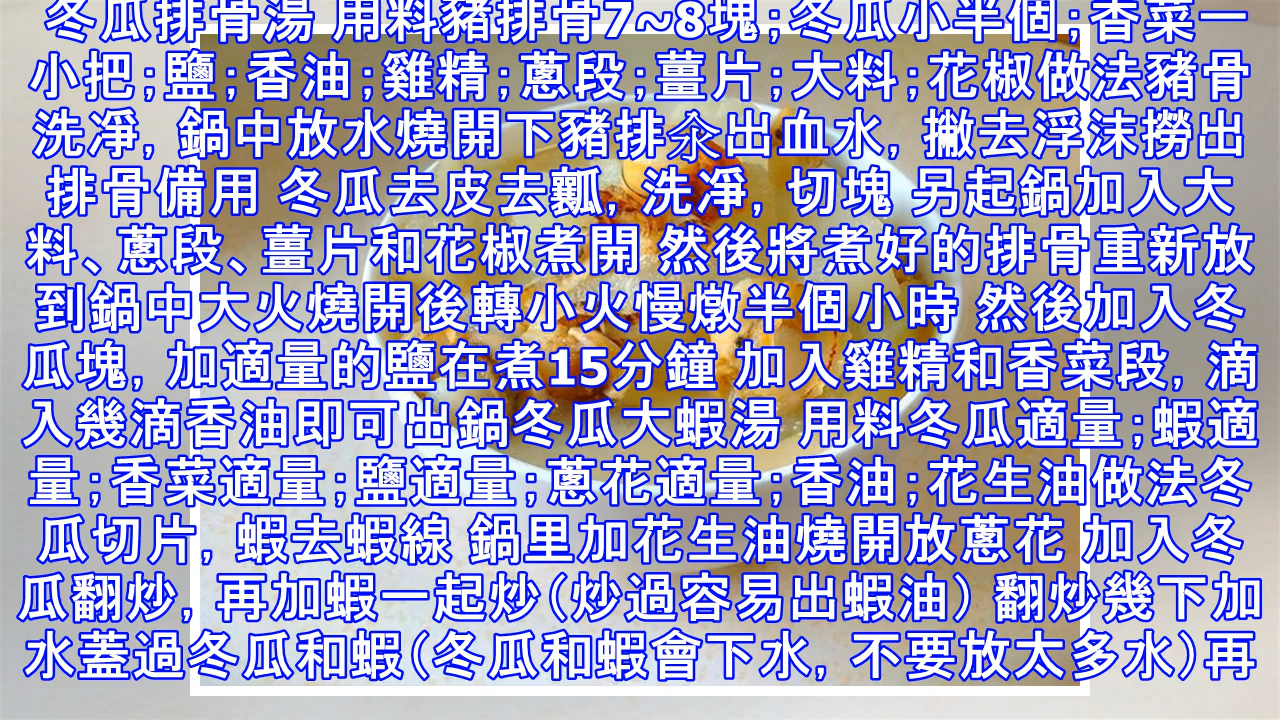 冬瓜排骨湯 用料豬排骨7~8塊;冬瓜小半個;香菜一
小把;鹽;香油;雞精;蔥段;薑片;大料;花椒做法豬骨
洗凈, 鍋中放水燒開下豬排汆出血水, 撇去浮沫撈出
排骨備用 冬瓜去皮去瓤, 洗凈, 切塊 另起鍋加入大
料、蔥段、薑片和花椒煮開 然後將煮好的排骨重新放
到鍋中大火燒開後轉小火慢燉半個小時 然後加入冬
瓜塊, 加適量的鹽在煮15分鐘 加入雞精和香菜段, 滴
入幾滴香油即可出鍋冬瓜大蝦湯 用料冬瓜適量;蝦適
量;香菜適量;鹽適量;蔥花適量;香油;花生油做法冬
瓜切片, 蝦去蝦線 鍋里加花生油燒開放蔥花 加入冬
瓜翻炒, 再加蝦一起炒(炒過容易出蝦油) 翻炒幾下加
水蓋過冬瓜和蝦(冬瓜和蝦會下水, 不要放太多水)再